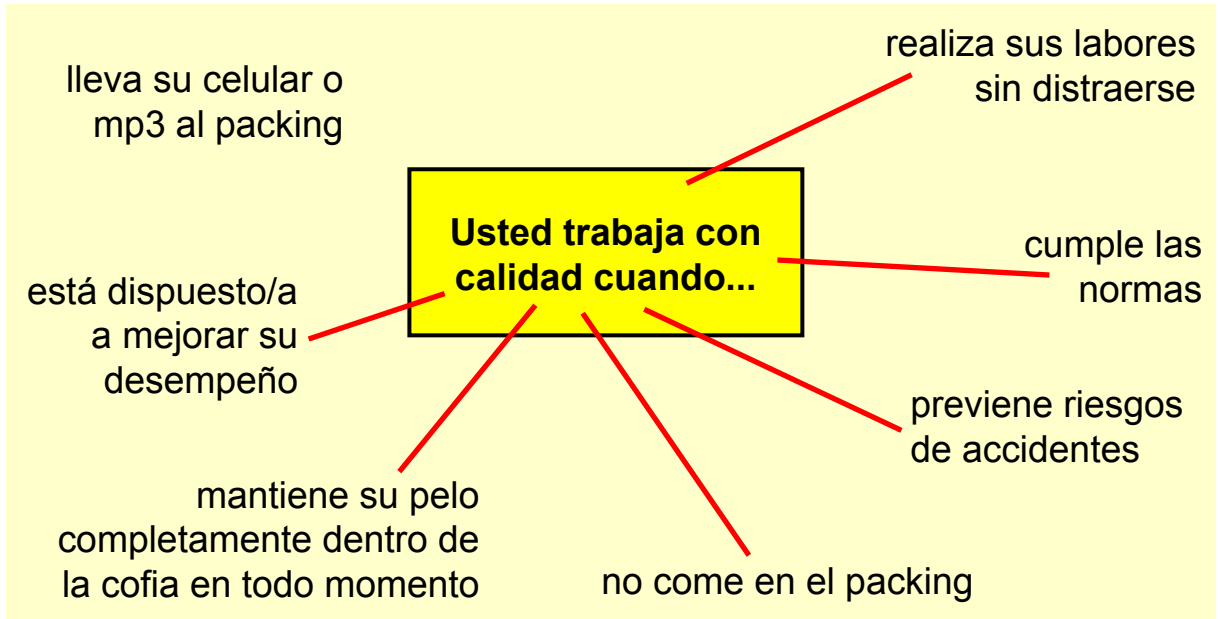 lleva su celular o
mp3 al packing
realiza sus labores
sin distraerse
Usted trabaja con
calidad cuando...
cumple las
normas
está dispuesto/a
a mejorar su
desempeño
previene riesgos
de accidentes
mantiene su pelo
completamente dentro de
la cofia en todo momento
no come en el packing